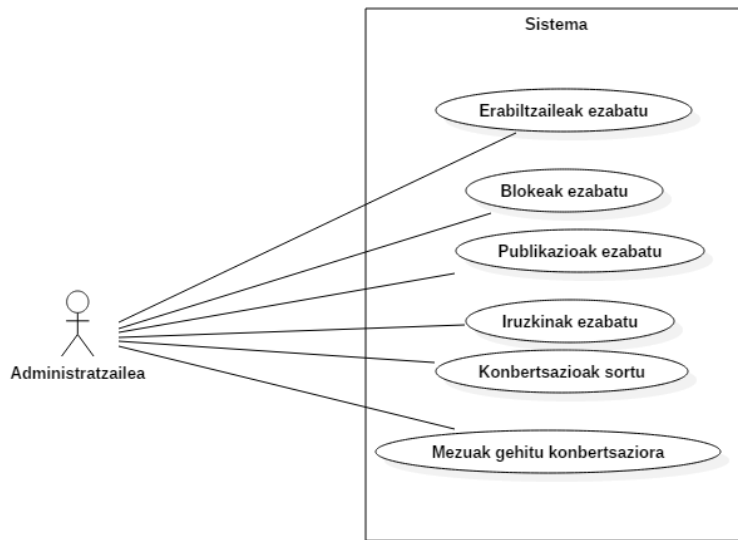 Sistema
Erabiltzaileak ezabatu
Blokeak ezabatu
Publikazioak ezabatu
Iruzkinak ezabatu
Administratzailea
Konbertsazioak sortu
Mezuak gehitu konbertsaziora